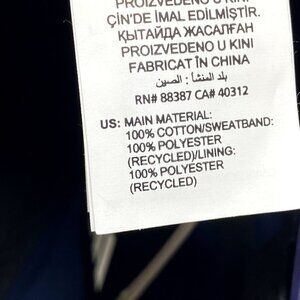 PROIZVEDENO U KINI
ÇİN'DE İMAL EDİLMİŞTİR.
ҚЫТАЙДА ЖАСАЛҒАН
PROIZVEDENO U KINI
FABRICAT ÎN CHINA
بلد المنشأ : الصين
RN# 88387 CA# 40312
US: MAIN MATERIAL:
100% COTTON/SWEATBAND:
100% POLYESTER
(RECYCLED)/LINING:
100% POLYESTER
(RECYCLED)